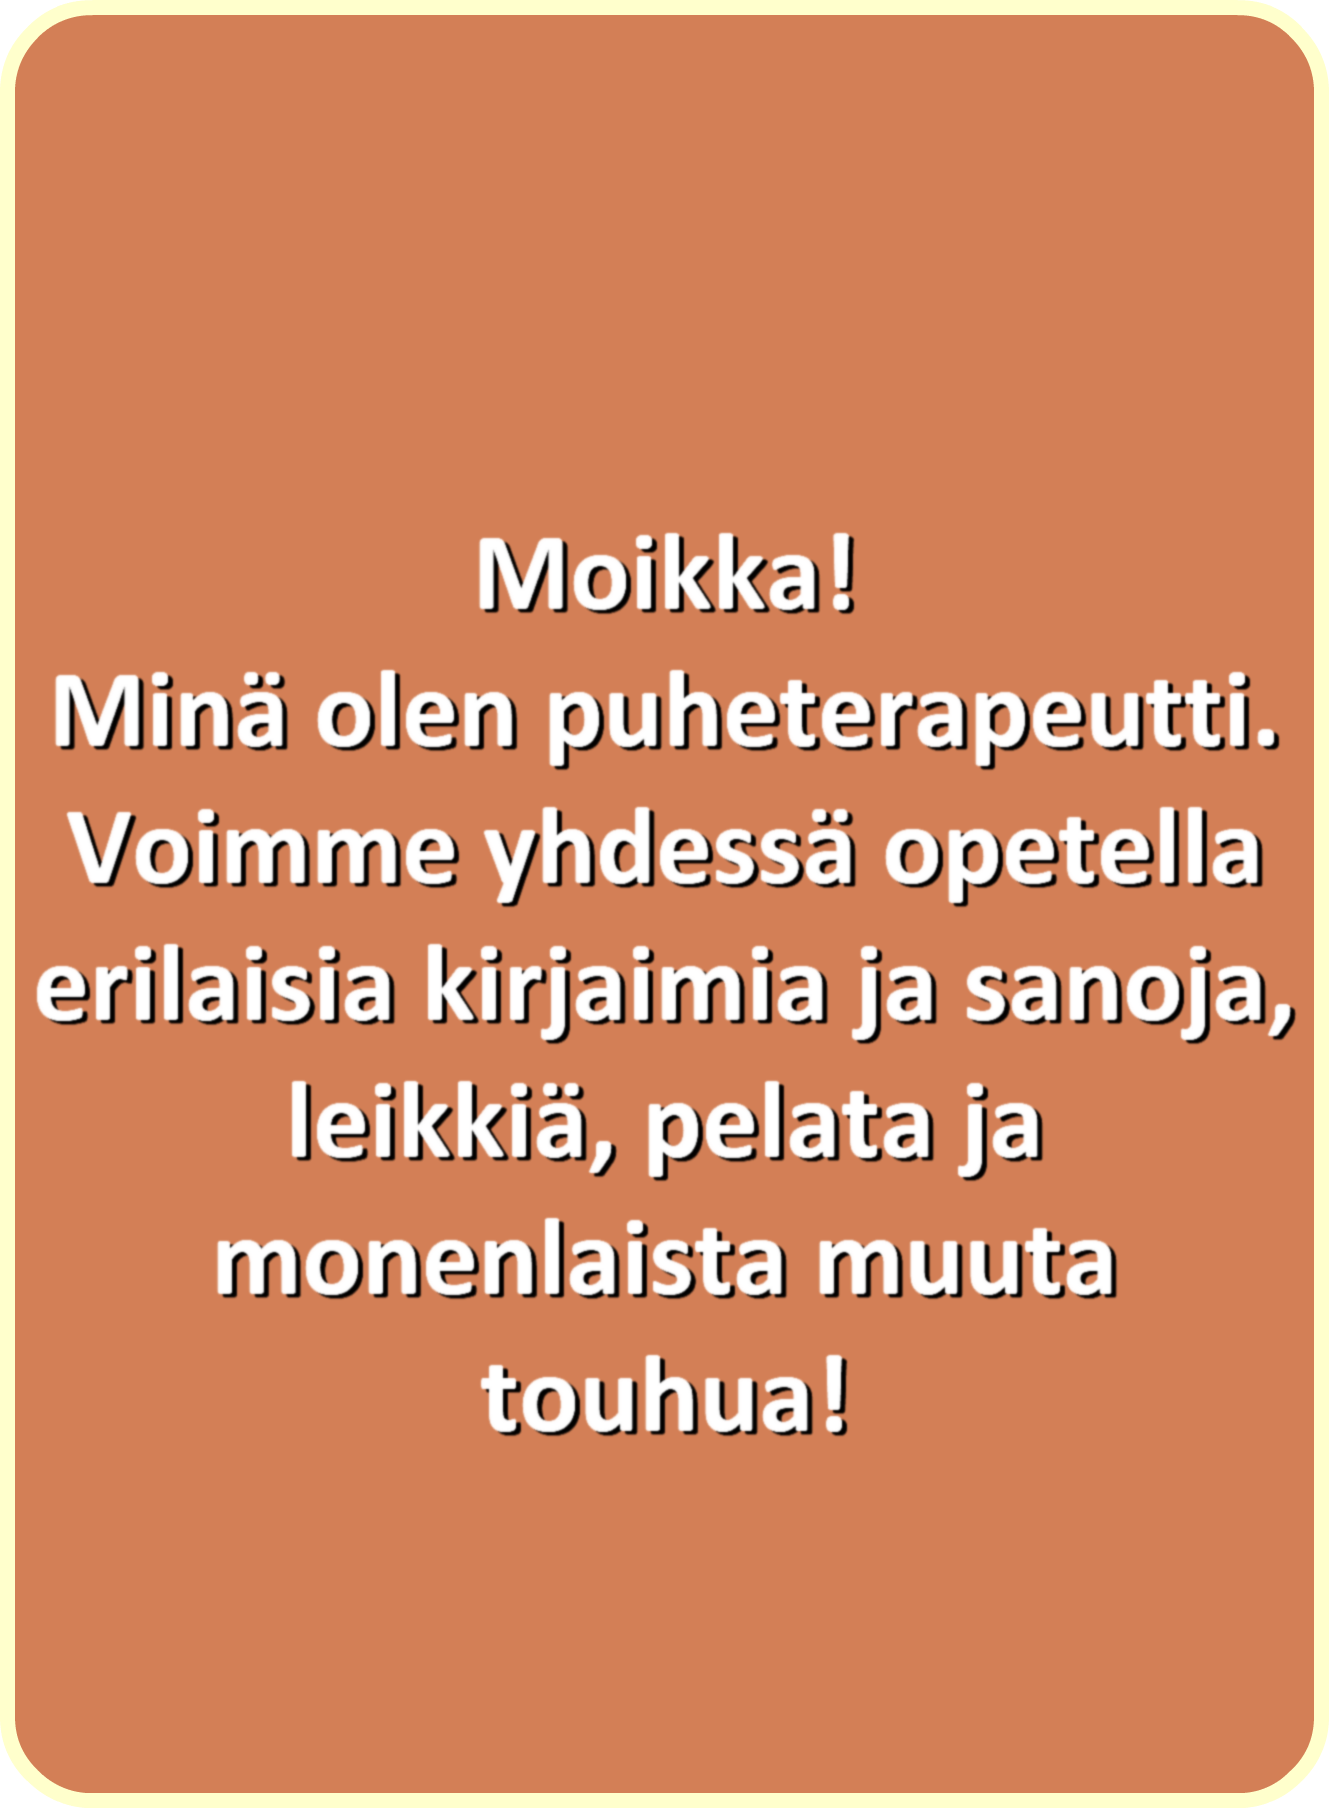 Moikka!
Minä olen puheterapeutti.
Voimme yhdessä opetella
erilaisia kirjaimia ja sanoja,
leikkiä, pelata ja
monenlaista muuta
touhua!